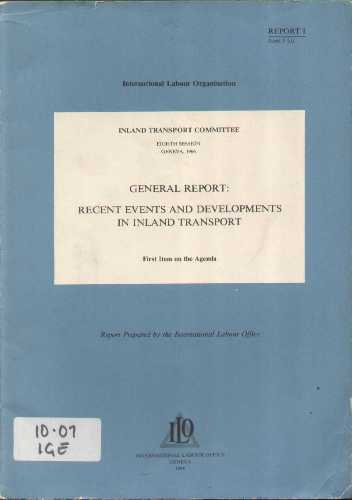 REPORT I
International Labour Organisation
INLAND TRANSPORT COMMITTEE
EIGHTH SESSION
GENEVA, 1966
GENERAL REPORT:
RECENT EVENTS AND DEVELOPMENTS
IN INLAND TRANSPORT
First Item on the Agenda
Report Prepared by the International Labour Office
ILO
10.07
IGE
INTERNATIONAL LABOUR OFFICE
GENEVA